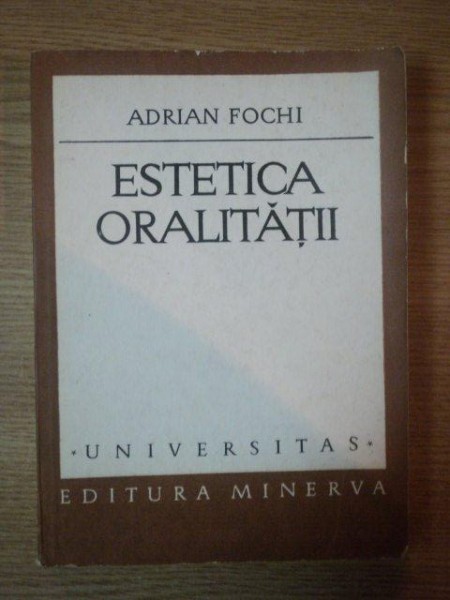 ADRIAN FOCHI
ESTETICA
ORALITĂȚII
* UNIVERSITAS *
EDITURA MINERVA